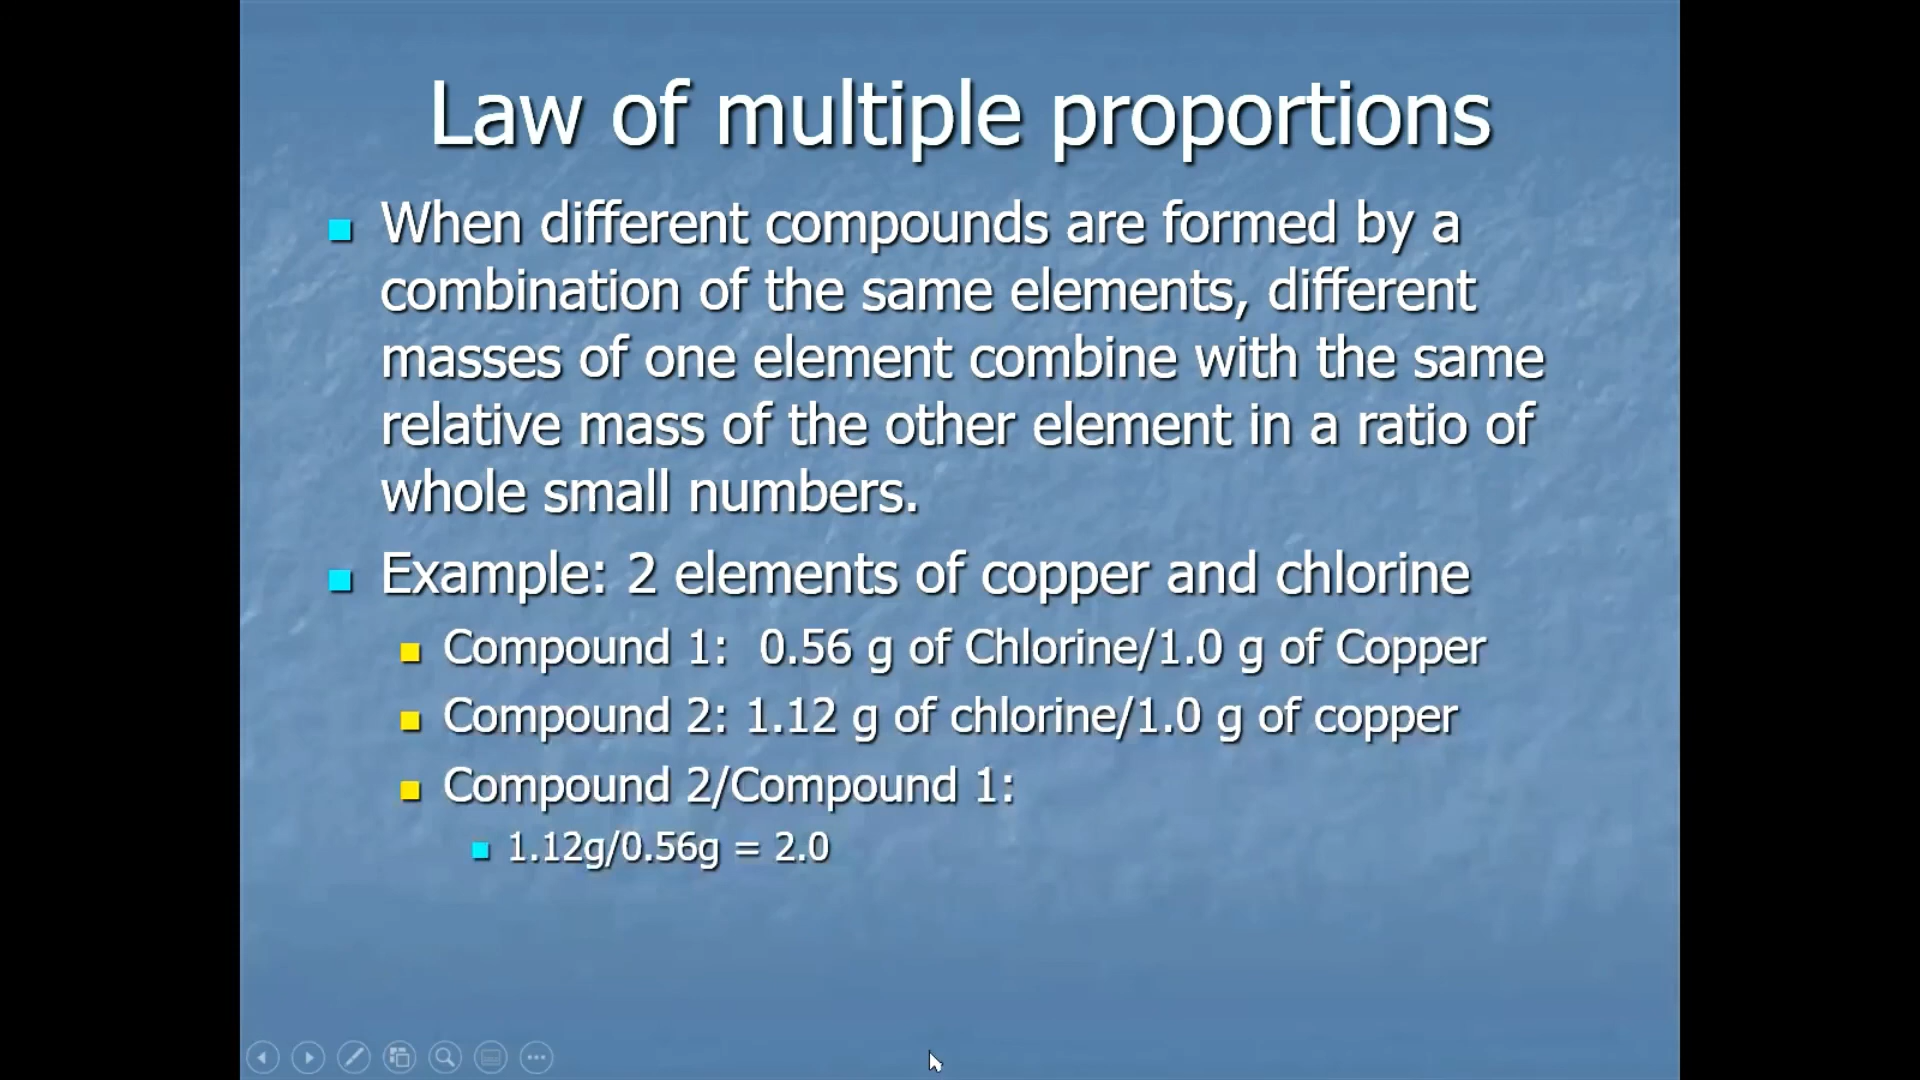 Law of multiple proportions
When different compounds are formed by a
combination of the same elements, different
masses of one element combine with the same
relative mass of the other element in a ratio of
whole small numbers.
Example: 2 elements of copper and chlorine
Compound 1:  0.56 g of Chlorine/1.0 g of Copper
Compound 2: 1.12 g of chlorine/1.0 g of copper
Compound 2/Compound 1:
1.12g/0.56g = 2.0